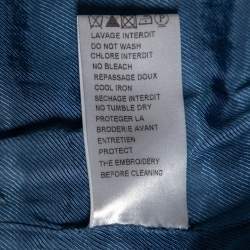 LAVAGE INTERDIT
DO NOT WASH
CHLORE INTERDIT
NO BLEACH
REPASSAGE DOUX
COOL IRON
SECHAGE INTERDIT
NO TUMBLE DRY
PROTEGER LA
BRODERIE AVANT
ENTRETIEN
PROTECT
THE EMBROIDERY
BEFORE CLEANING